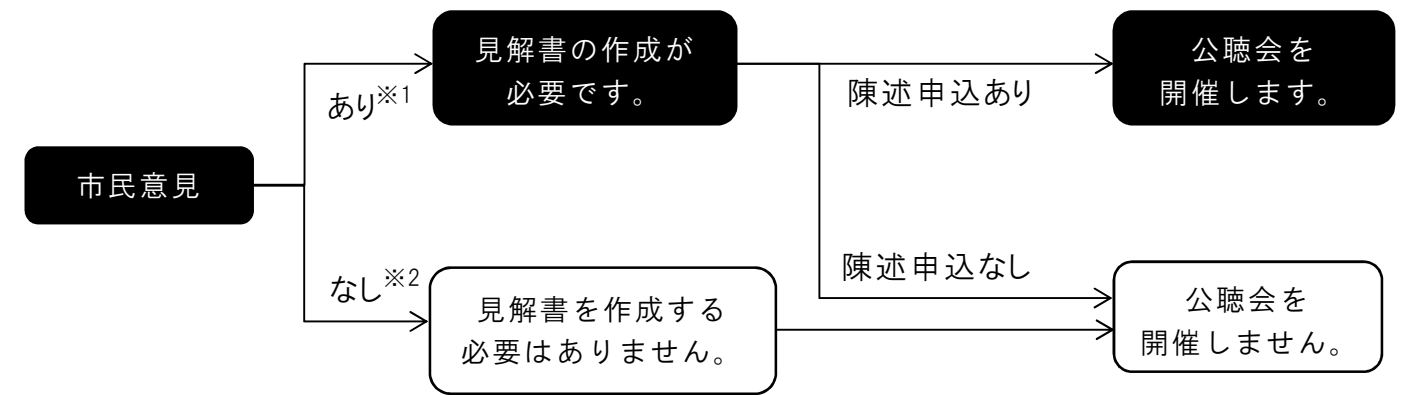 市民意見
あり※1
見解書の作成が
必要です。
陳述申込あり
公聴会を
開催します。
なし※2
見解書を作成する
必要はありません。
陳述申込なし
公聴会を
開催しません。